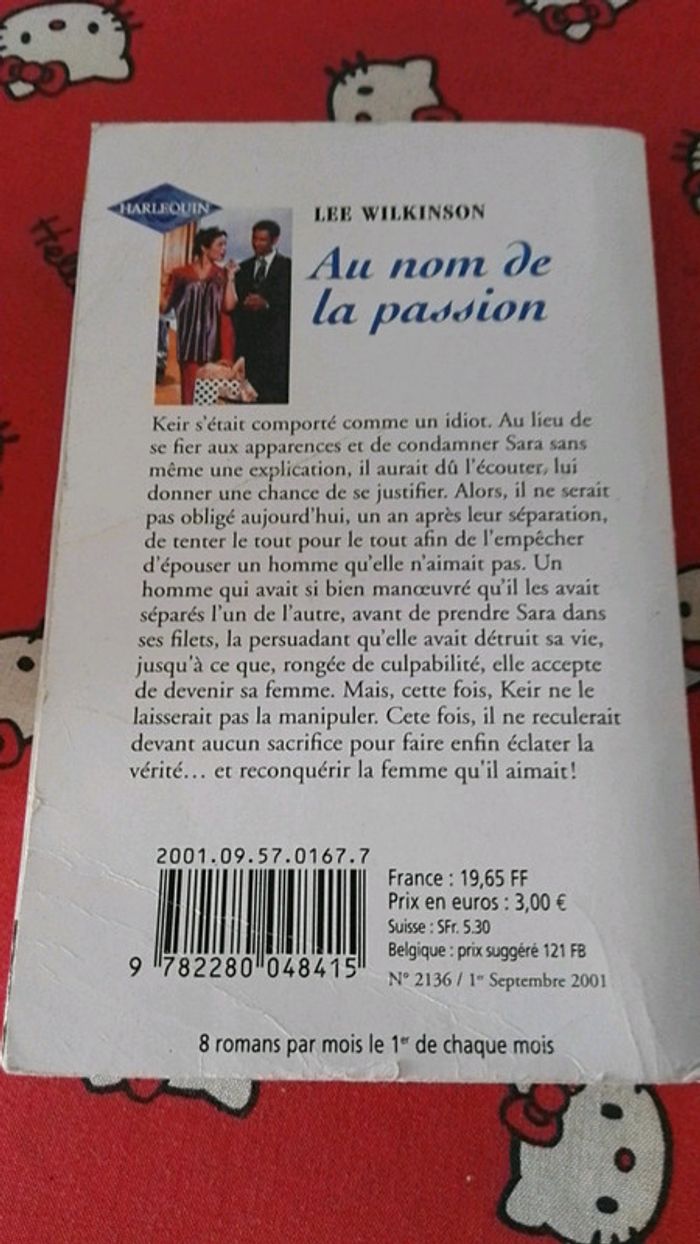 HARLEQUIN
LEE WILKINSON
Au nom de
la passion
Keir s'était comporté comme un idiot. Au lieu de
se fier aux apparences et de condamner Sara sans
même une explication, il aurait dû l'écouter, lui
donner une chance de se justifier. Alors, il ne serait
pas obligé aujourd'hui, un an après leur séparation,
de tenter le tout pour le tout afin de l'empêcher
d'épouser un homme qu'elle n'aimait pas. Un
homme qui avait si bien manœuvré qu'il les avait
séparés l'un de l'autre, avant de prendre Sara dans
ses filets, la persuadant qu'elle avait détruit sa vie,
jusqu'à ce que, rongée de culpabilité, elle accepte
de devenir sa femme. Mais, cette fois, Keir ne le
laisserait pas la manipuler. Cete fois, il ne reculerait
devant aucun sacrifice pour faire enfin éclater la
vérité... et reconquérir la femme qu'il aimait!
2001.09.57.0167.7
9 782280 048415
France : 19,65 FF
Prix en euros : 3,00 €
Suisse : SFr. 5.30
Belgique : prix suggéré 121 FB
N° 2136 / 1er Septembre 2001
8 romans par mois le 1er de chaque mois